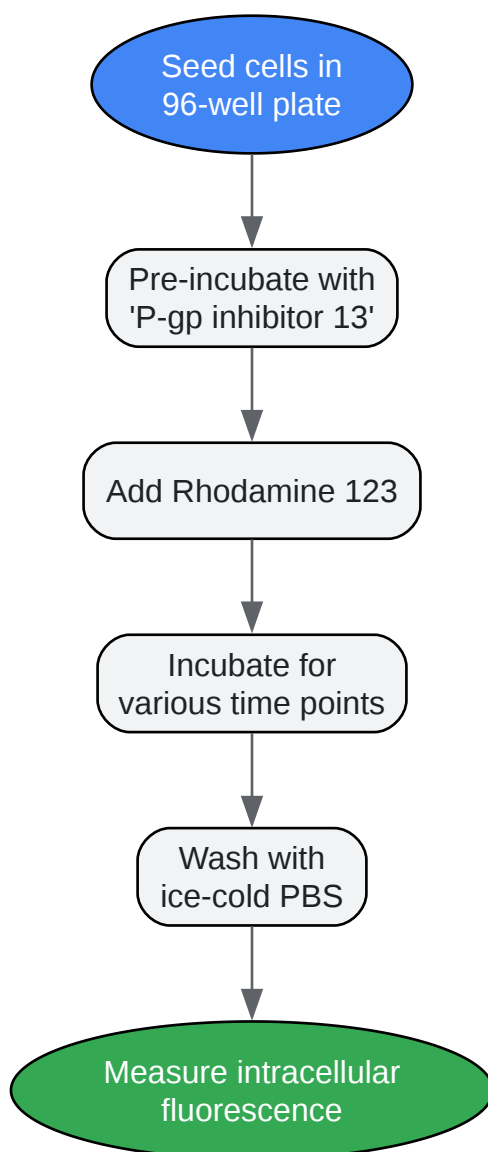 Seed cells in
96-well plate
Pre-incubate with
'P-gp inhibitor 13'
Add Rhodamine 123
Incubate for
various time points
Wash with
ice-cold PBS
Measure intracellular
fluorescence